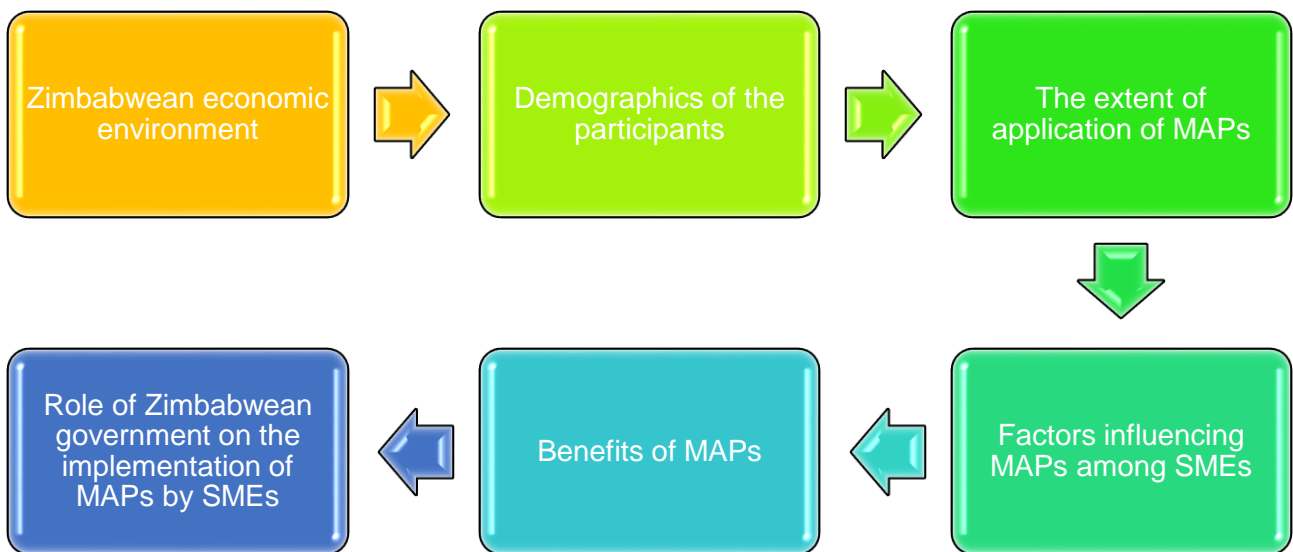 Zimbabwean economic
environment
Demographics of the
participants
The extent of
application of MAPs
Factors influencing
MAPs among SMEs
Benefits of MAPs
Role of Zimbabwean
government on the
implementation of
MAPs by SMEs